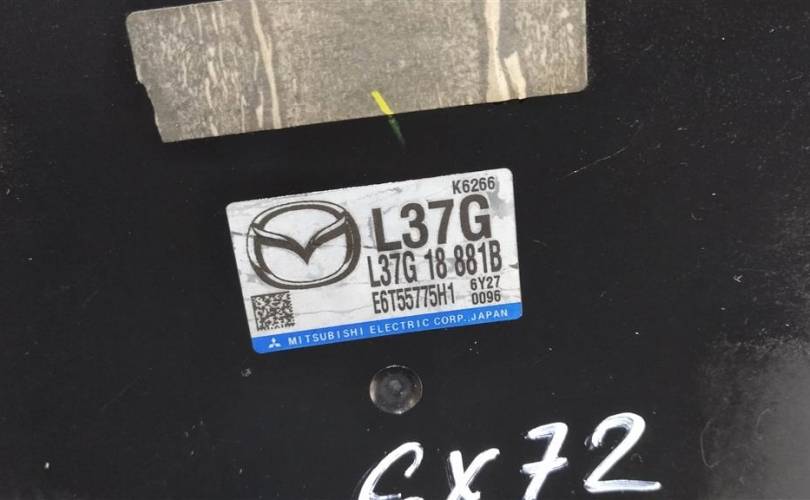 K6266
L37G
L37G 18 881B
E6T55775H1 6Y27
0096
MITSUBISHI ELECTRIC CORP.,JAPAN
CX72